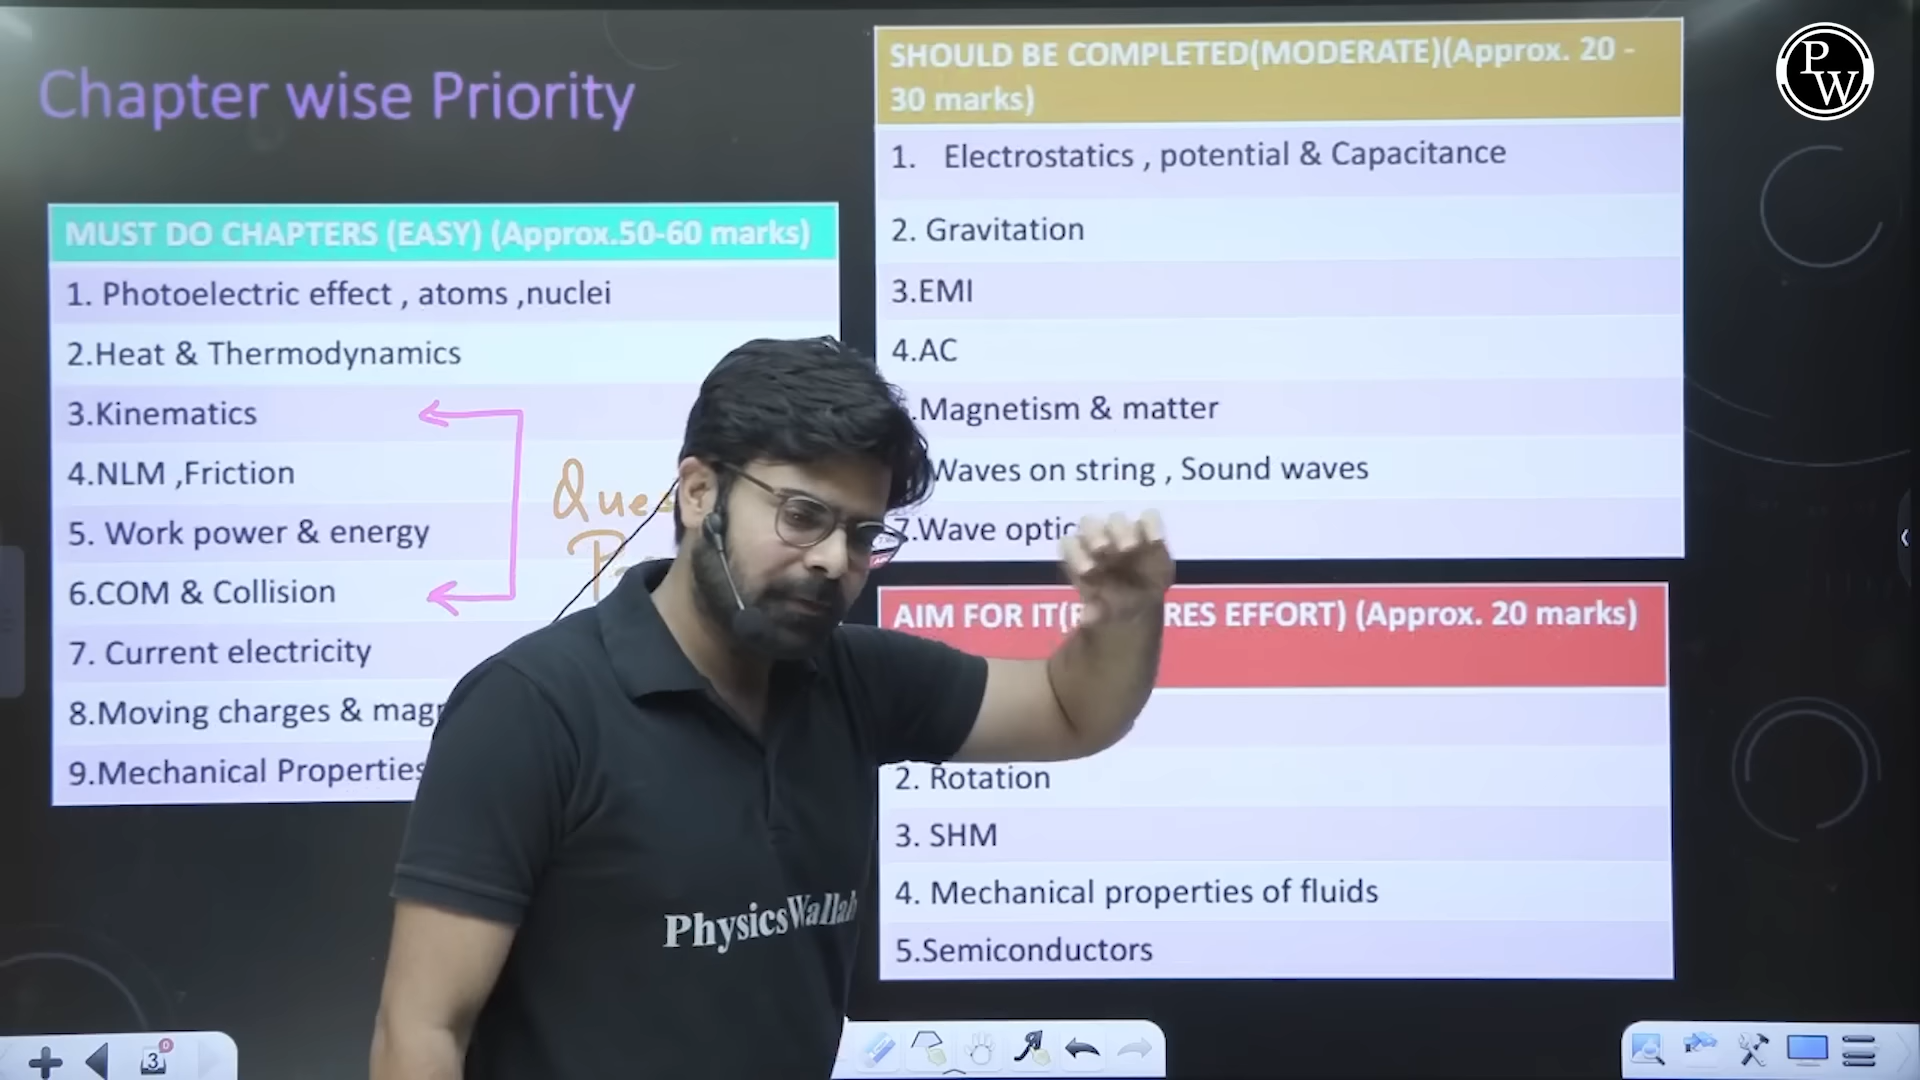 Chapter wise Priority
MUST DO CHAPTERS (EASY) (Approx.50-60 marks)
1. Photoelectric effect , atoms ,nuclei
2.Heat & Thermodynamics
3.Kinematics
4.NLM ,Friction
5. Work power & energy
6.COM & Collision
7. Current electricity
8.Moving charges &
9.Mechanical Properties
SHOULD BE COMPLETED(MODERATE)(Approx. 20 -
30 marks)
1. Electrostatics , potential & Capacitance
2. Gravitation
3.EMI
4.AC
.Magnetism & matter
Waves on string , Sound waves
7.Wave
AIM FOR IT( EFFORT) (Approx. 20 marks)
2. Rotation
3. SHM
4. Mechanical properties of fluids
5.Semiconductors
PhysicsWallah
PW
3
0